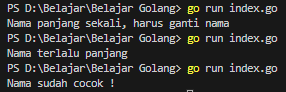 PS D:\Belajar\Belajar Golang> go run index.go
Nama panjang sekali, harus ganti nama
PS D:\Belajar\Belajar Golang> go run index.go
Nama terlalu panjang
PS D:\Belajar\Belajar Golang> go run index.go
Nama sudah cocok !